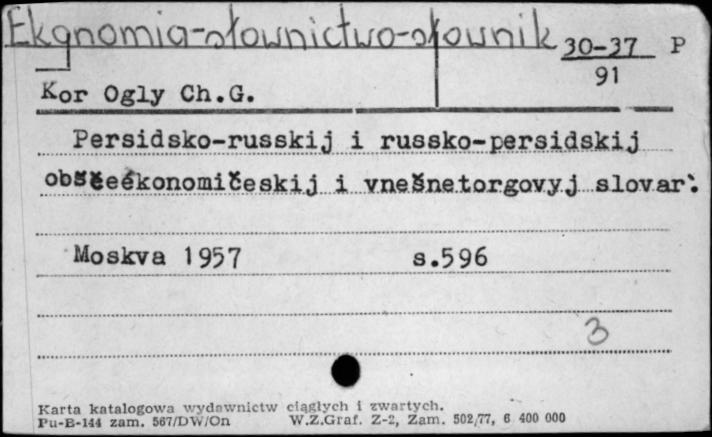 Ekonomia-słownictwo-słownik
30-37 P
91
Kor Ogly Ch.G.
Persidsko-russkij i russko-persidskij
obščeékonomičeskij i vnešnetorgovyj slovar'.
Moskva 1957 s.596
3
Karta katalogowa wydawnictw ciągłych i zwartych.
Pu-B-144 zam. 567/DW/On W.Z.Graf. Z-2, Zam. 502/77, 6 400 000